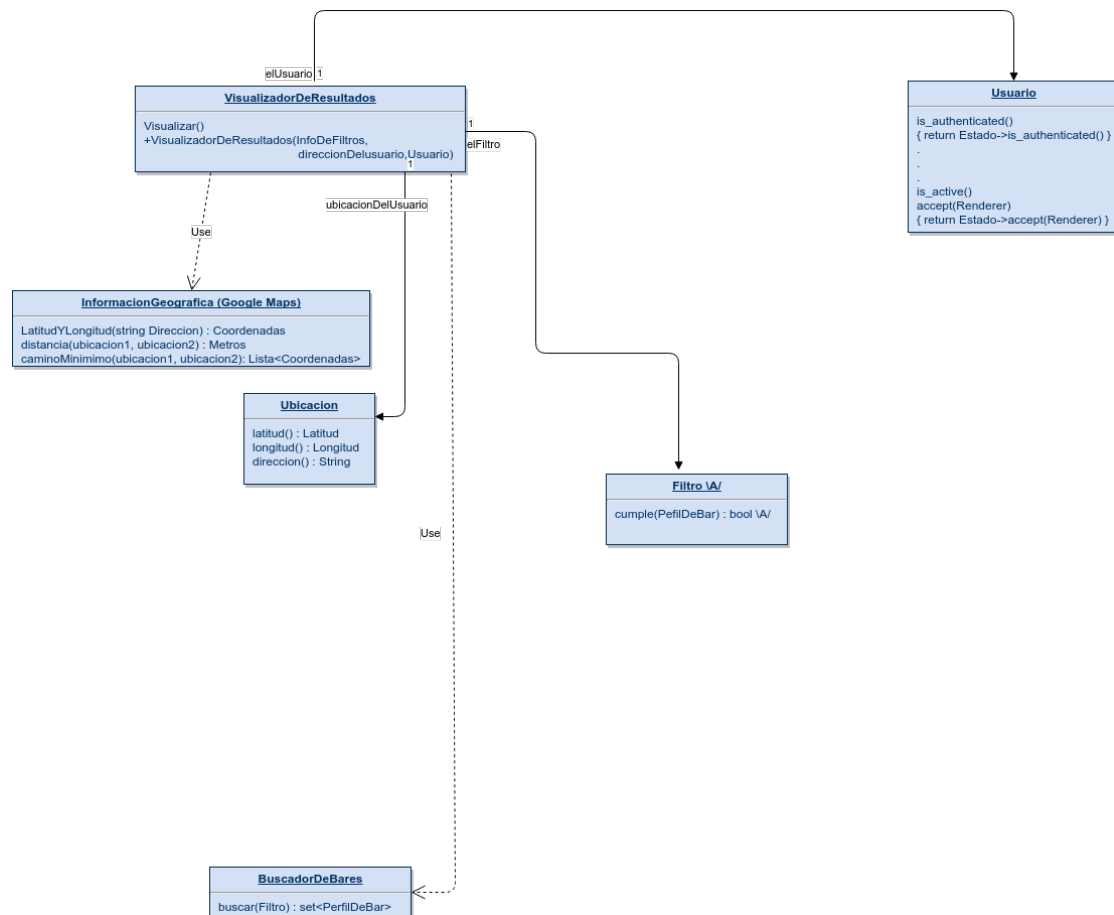 elUsuario 1
VisualizadorDeResultados
Visualizar()
+VisualizadorDeResultados(InfoDeFiltros,
direccionDelusuario,Usuario)
1
elFiltro
1
ubicacionDelUsuario
Usuario
is_authenticated()
{ return Estado->is_authenticated() }
.
.
.
is_active()
accept(Renderer)
{ return Estado->accept(Renderer) }
Use
InformacionGeografica (Google Maps)
LatitudYLongitud(string Direccion) : Coordenadas
distancia(ubicacion1, ubicacion2) : Metros
caminoMinimimo(ubicacion1, ubicacion2): Lista<Coordenadas>
Ubicacion
latitud() : Latitud
longitud() : Longitud
direccion() : String
Filtro \A/
cumple(PefilDeBar) : bool \A/
Use
BuscadorDeBares
buscar(Filtro) : set<PerfilDeBar>